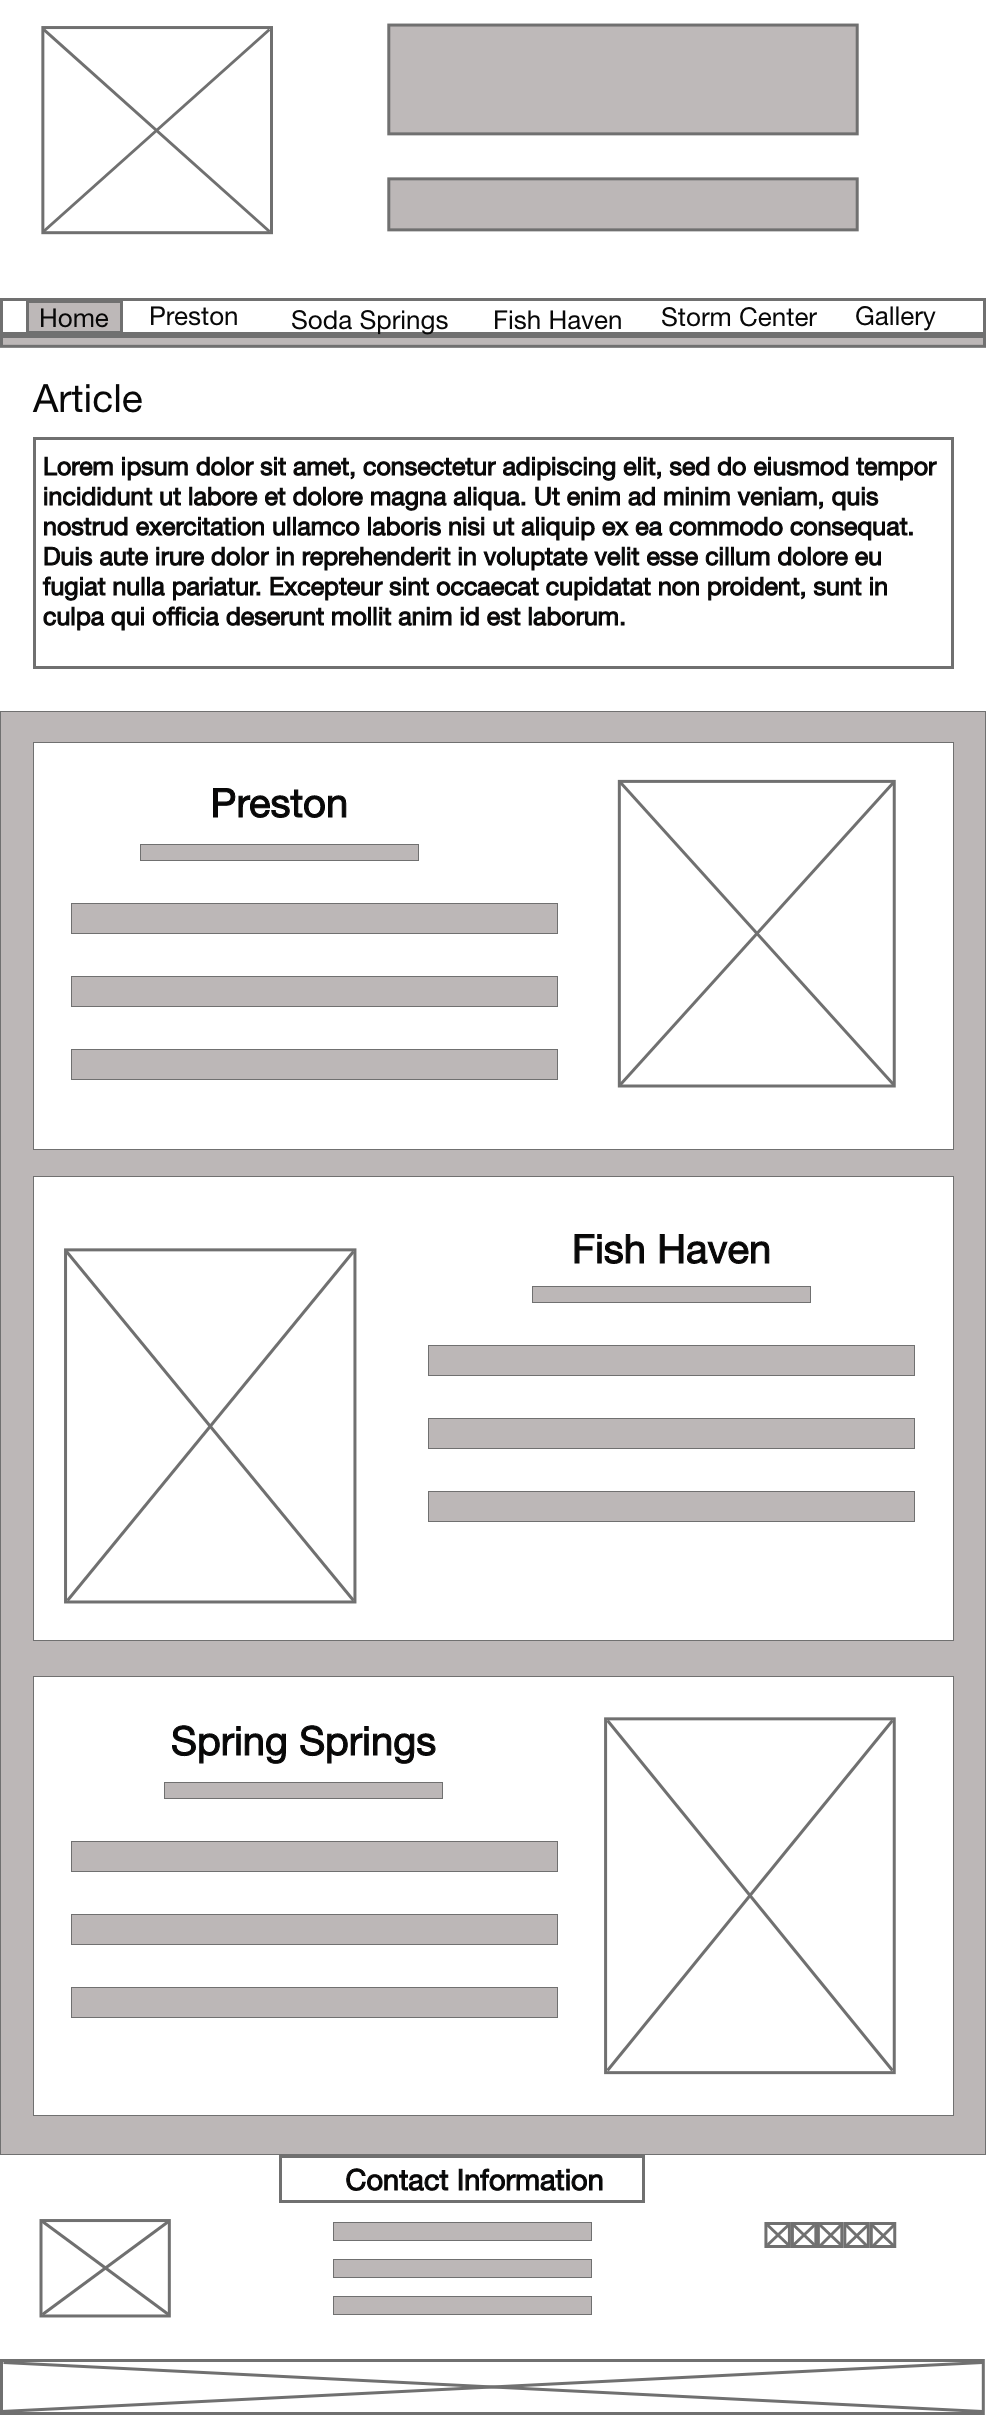 Home Preston Soda Springs Fish Haven Storm Center Gallery
Article
Lorem ipsum dolor sit amet, consectetur adipiscing elit, sed do eiusmod tempor
incididunt ut labore et dolore magna aliqua. Ut enim ad minim veniam, quis
nostrud exercitation ullamco laboris nisi ut aliquip ex ea commodo consequat.
Duis aute irure dolor in reprehenderit in voluptate velit esse cillum dolore eu
fugiat nulla pariatur. Excepteur sint occaecat cupidatat non proident, sunt in
culpa qui officia deserunt mollit anim id est laborum.
Preston
Fish Haven
Spring Springs
Contact Information